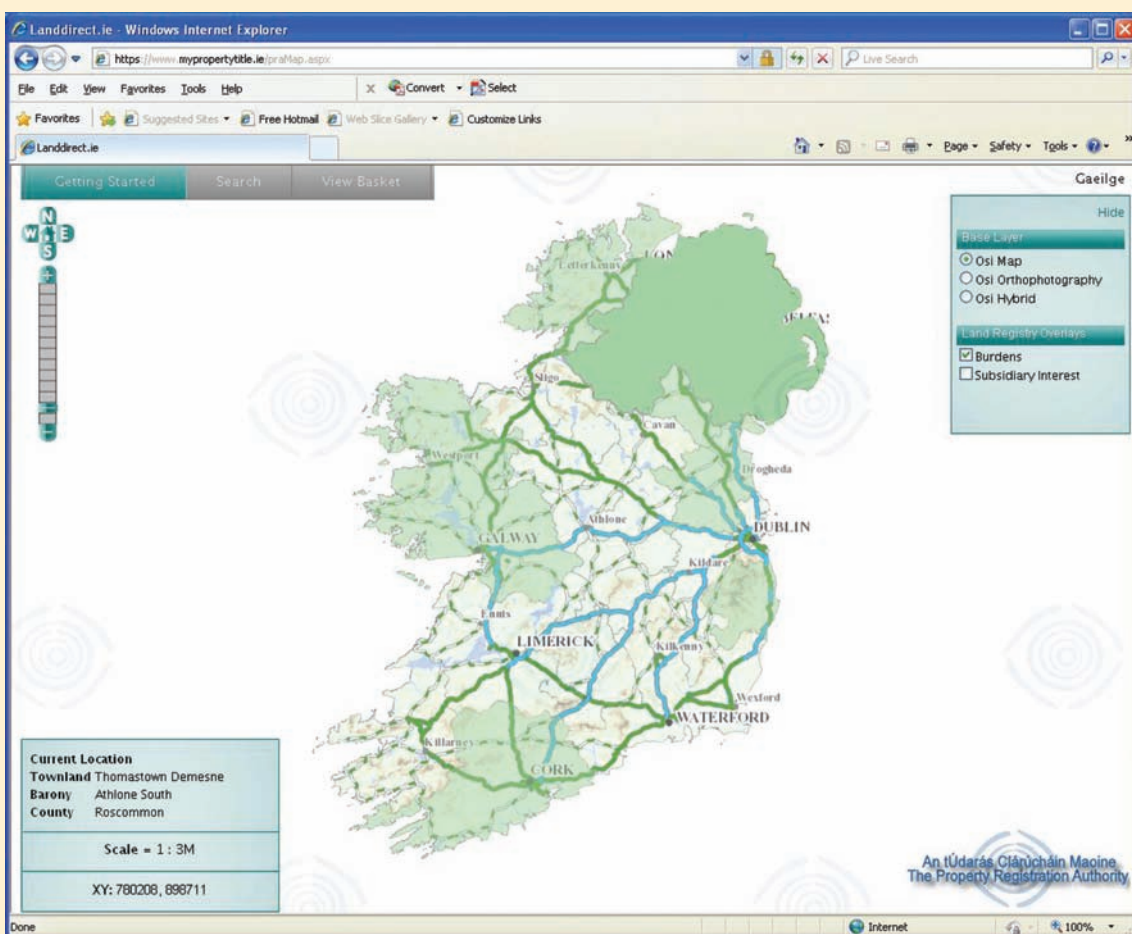 Landdirect.ie - Windows Internet Explorer
https://www.mypropertytitle.ie/praMap.aspx
Live Search
File Edit View Favorites Tools Help
x Convert Select
Favorites Suggested Sites Free Hotmail Web Slice Gallery Customize Links
Landdirect.ie
Page Safety Tools
»
Getting Started Search View Basket
Gaeilge
N
W E
S
Hide
Base Layer
Osi Map
Osi Orthophotography
Osi Hybrid
Land Registry Overlays
Burdens
Subsidiary Interest
Letterkenny
LON
Sligo
Cavan
Westport
Drogheda
Athlone
DUBLIN
GALWAY
Kildare
Ennis
LIMERICK
Kilkenny
Wexford
WATERFORD
Killarney
CORK
Current Location
Townland Thomastown Demesne
Barony Athlone South
County Roscommon
Scale = 1 : 3M
XY: 780208, 898711
An tÚdarás Clárúcháin Maoine
The Property Registration Authority
Done
Internet
100%